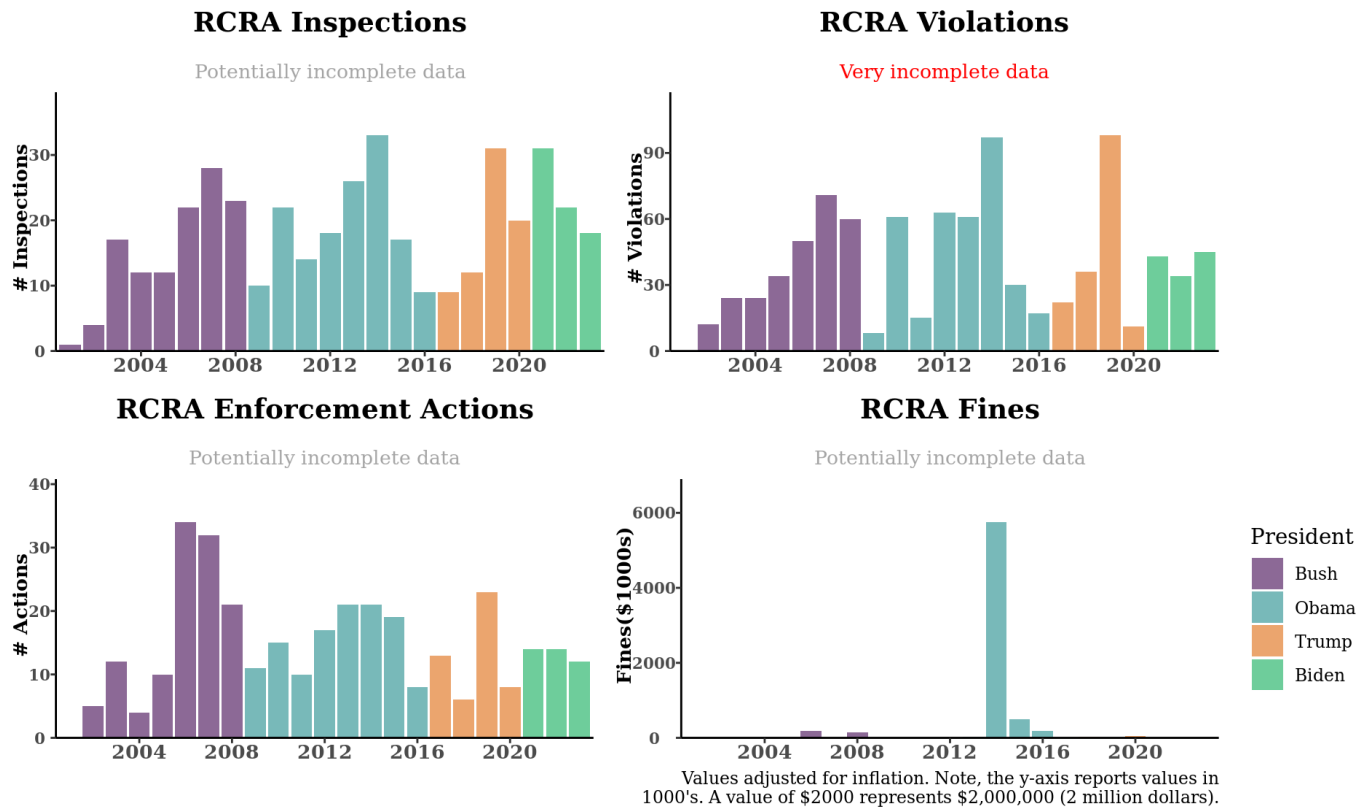 RCRA Inspections
Potentially incomplete data
# Inspections
30
20
10
0
2004 2008 2012 2016 2020
RCRA Violations
Very incomplete data
# Violations
90
60
30
0
2004 2008 2012 2016 2020
RCRA Enforcement Actions
Potentially incomplete data
# Actions
40
30
20
10
0
2004 2008 2012 2016 2020
RCRA Fines
Potentially incomplete data
Fines($1000s)
6000
4000
2000
0
2004 2008 2012 2016 2020
Values adjusted for inflation. Note, the y-axis reports values in
1000's. A value of $2000 represents $2,000,000 (2 million dollars).
President
Bush
Obama
Trump
Biden